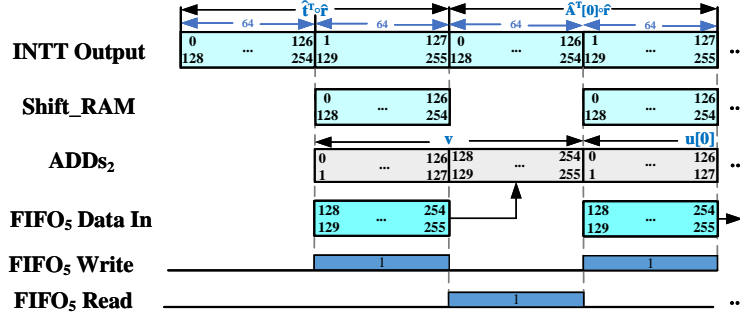 t̂ᵀ∘r̂ Âᵀ[0]∘r̂
64 64 64 64
INTT Output 0 ... 126 1 ... 127 0 ... 126 1 ... 127
128 254 129 255 128 254 129 255 ..
Shift_RAM 0 ... 126 0 ... 126
128 254 128 254 ..
v u[0]
ADDs₂ 0 ... 126 128 ... 254 0 ... 126
1 127 129 255 1 127 ..
FIFO₅ Data In 128 ... 254 128 ... 254
129 255 129 255
FIFO₅ Write 1 1
FIFO₅ Read 1 ..